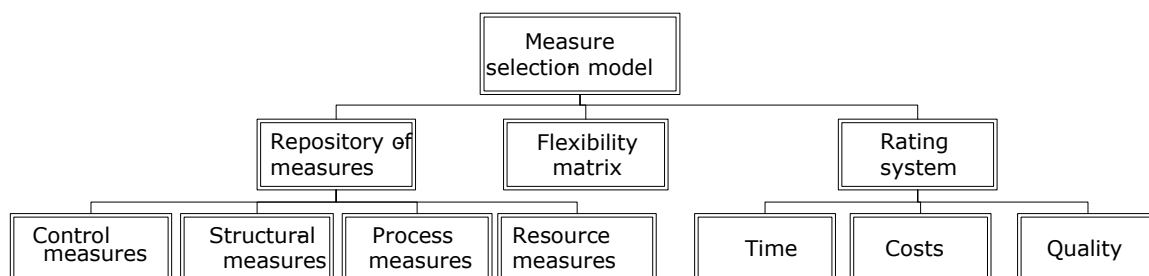 Measure
selection model
Repository of
measures
Flexibility
matrix
Rating
system
Control
measures
Structural
measures
Process
measures
Resource
measures
Time
Costs
Quality